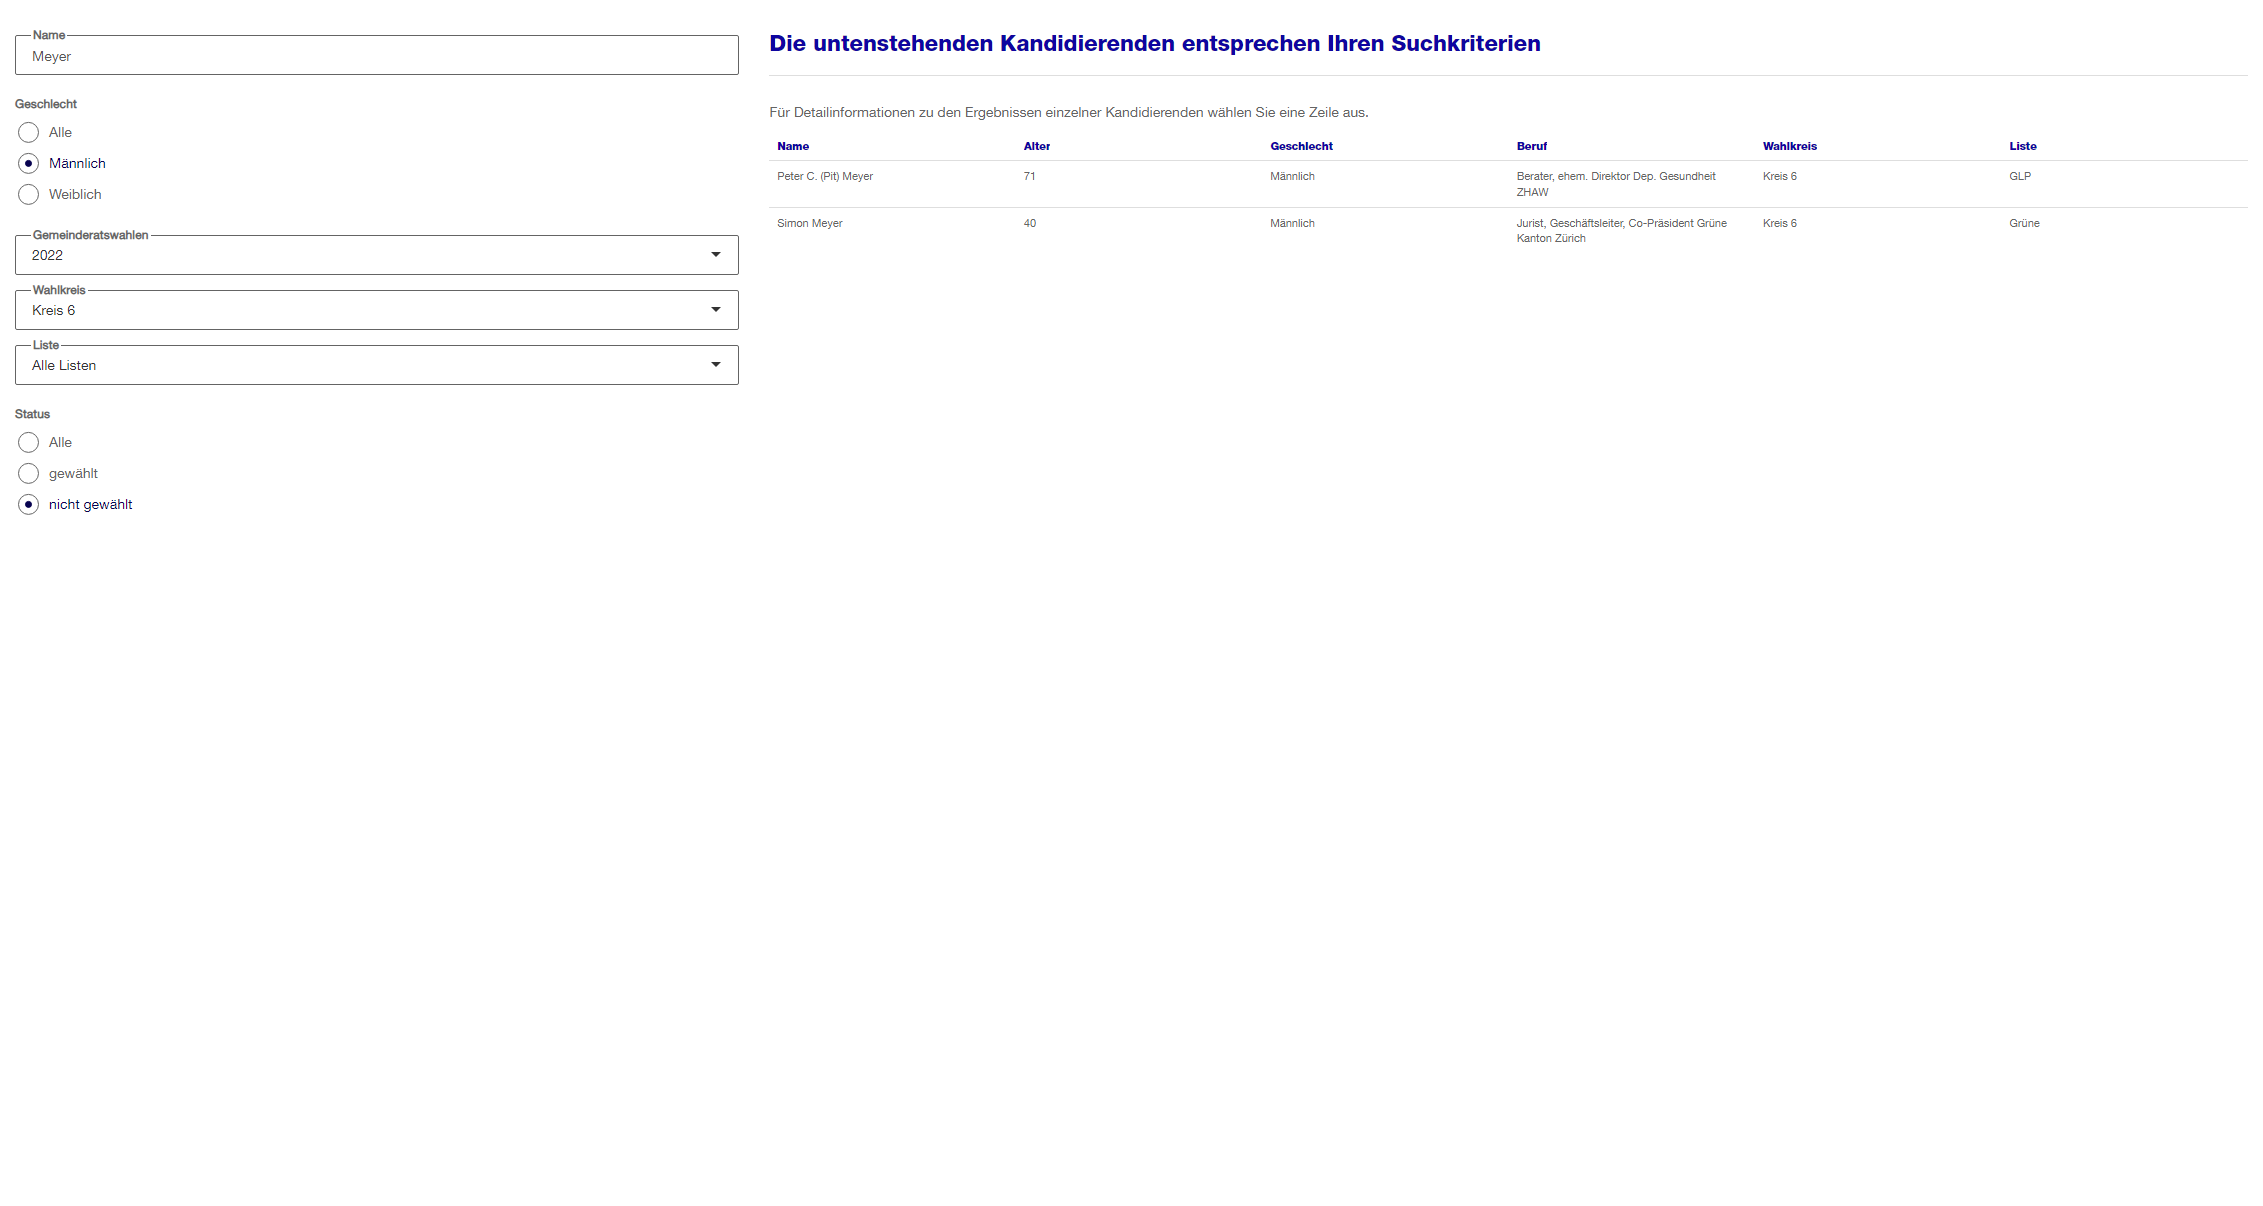 Name
Meyer
Geschlecht
Alle
Männlich
Weiblich
Gemeinderatswahlen
2022
Wahlkreis
Kreis 6
Liste
Alle Listen
Status
Alle
gewählt
nicht gewählt
Die untenstehenden Kandidierenden entsprechen Ihren Suchkriterien
Für Detailinformationen zu den Ergebnissen einzelner Kandidierenden wählen Sie eine Zeile aus.
Name Alter Geschlecht Beruf Wahlkreis Liste
Peter C. (Pit) Meyer 71 Männlich Berater, ehem. Direktor Dep. Gesundheit Kreis 6 GLP
ZHAW
Simon Meyer 40 Männlich Jurist, Geschäftsleiter, Co-Präsident Grüne Kreis 6 Grüne
Kanton Zürich